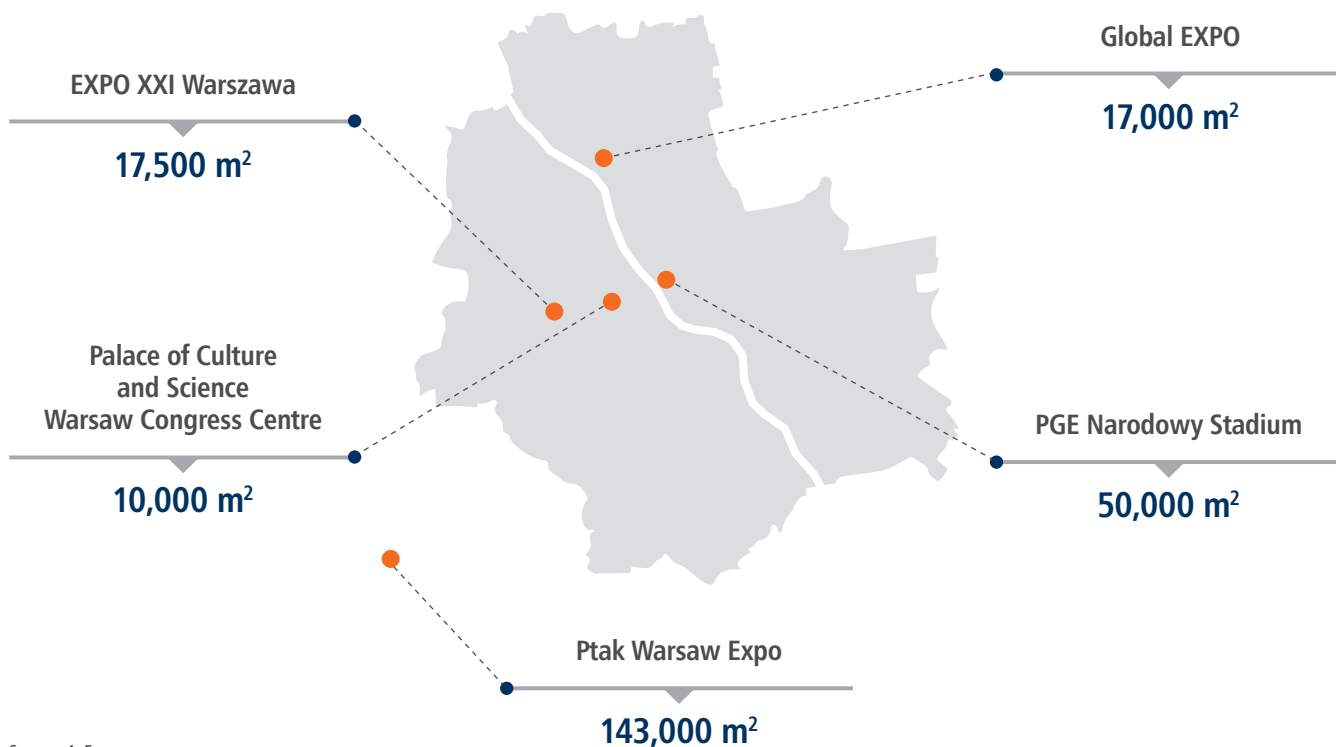 Global EXPO
17,000 m²
EXPO XXI Warszawa
17,500 m²
Palace of Culture
and Science
Warsaw Congress Centre
10,000 m²
PGE Narodowy Stadium
50,000 m²
Ptak Warsaw Expo
143,000 m²